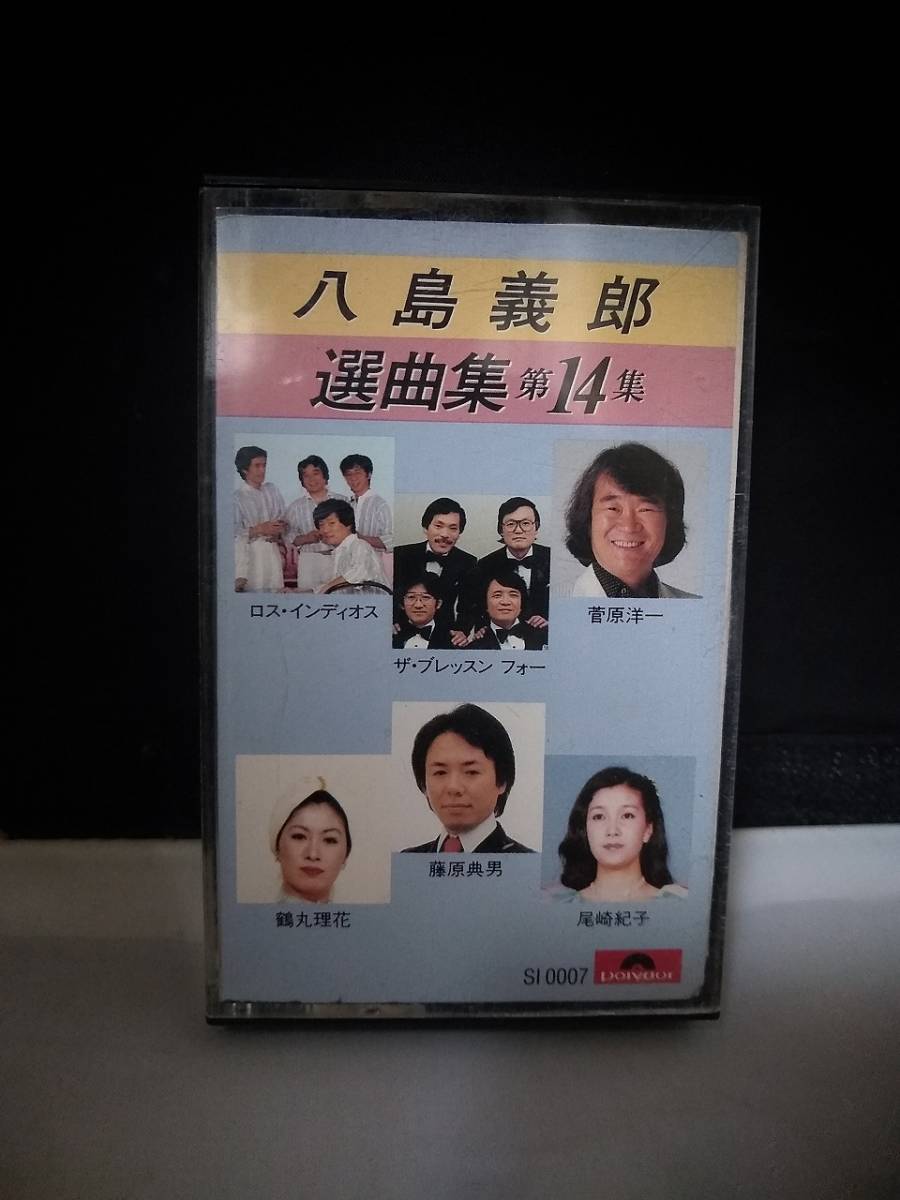 八島義郎
選曲集 第14集
ロス・インディオス
ザ・ブレッスン フォー
菅原洋一
鶴丸理花
藤原典男
尾崎紀子
SI 0007 Polydor